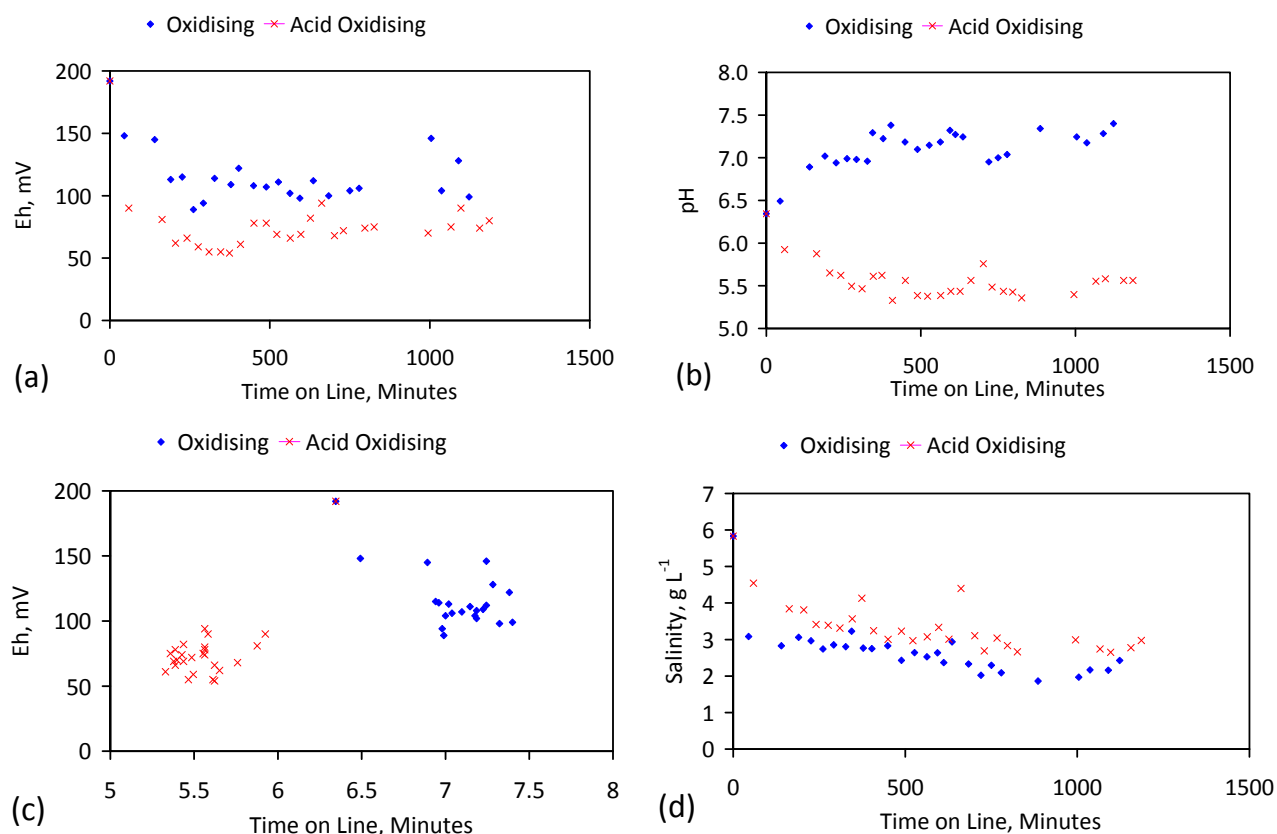 Oxidising Acid Oxidising
200
150
100
50
0
Eh, mV
0 500 1000 1500
Time on Line, Minutes
(a)
Oxidising Acid Oxidising
8.0
7.5
7.0
6.5
6.0
5.5
5.0
pH
0 500 1000 1500
Time on Line, Minutes
(b)
Oxidising Acid Oxidising
200
150
100
50
0
Eh, mV
5 5.5 6 6.5 7 7.5 8
Time on Line, Minutes
(c)
Oxidising Acid Oxidising
7
6
5
4
3
2
1
0
Salinity, g L⁻¹
0 500 1000 1500
Time on Line, Minutes
(d)